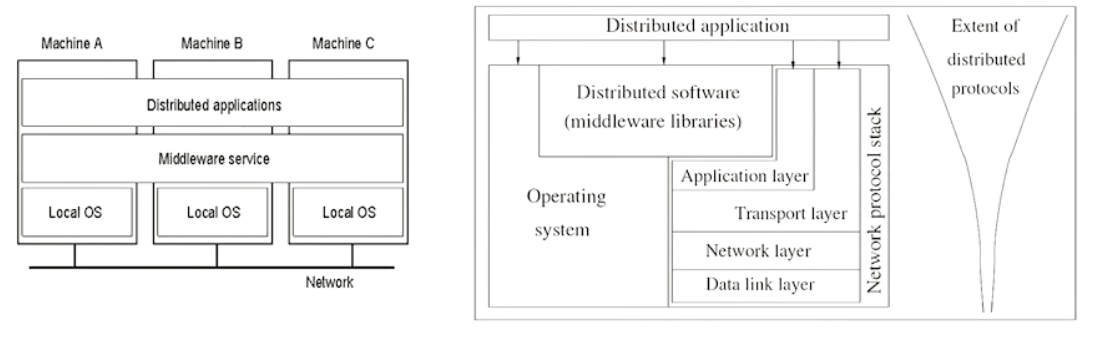 Machine A
Machine B
Machine C
Distributed applications
Middleware service
Local OS
Local OS
Local OS
Network
Distributed application
Distributed software
(middleware libraries)
Operating
system
Application layer
Transport layer
Network layer
Data link layer
Network protocol stack
Extent of
distributed
protocols